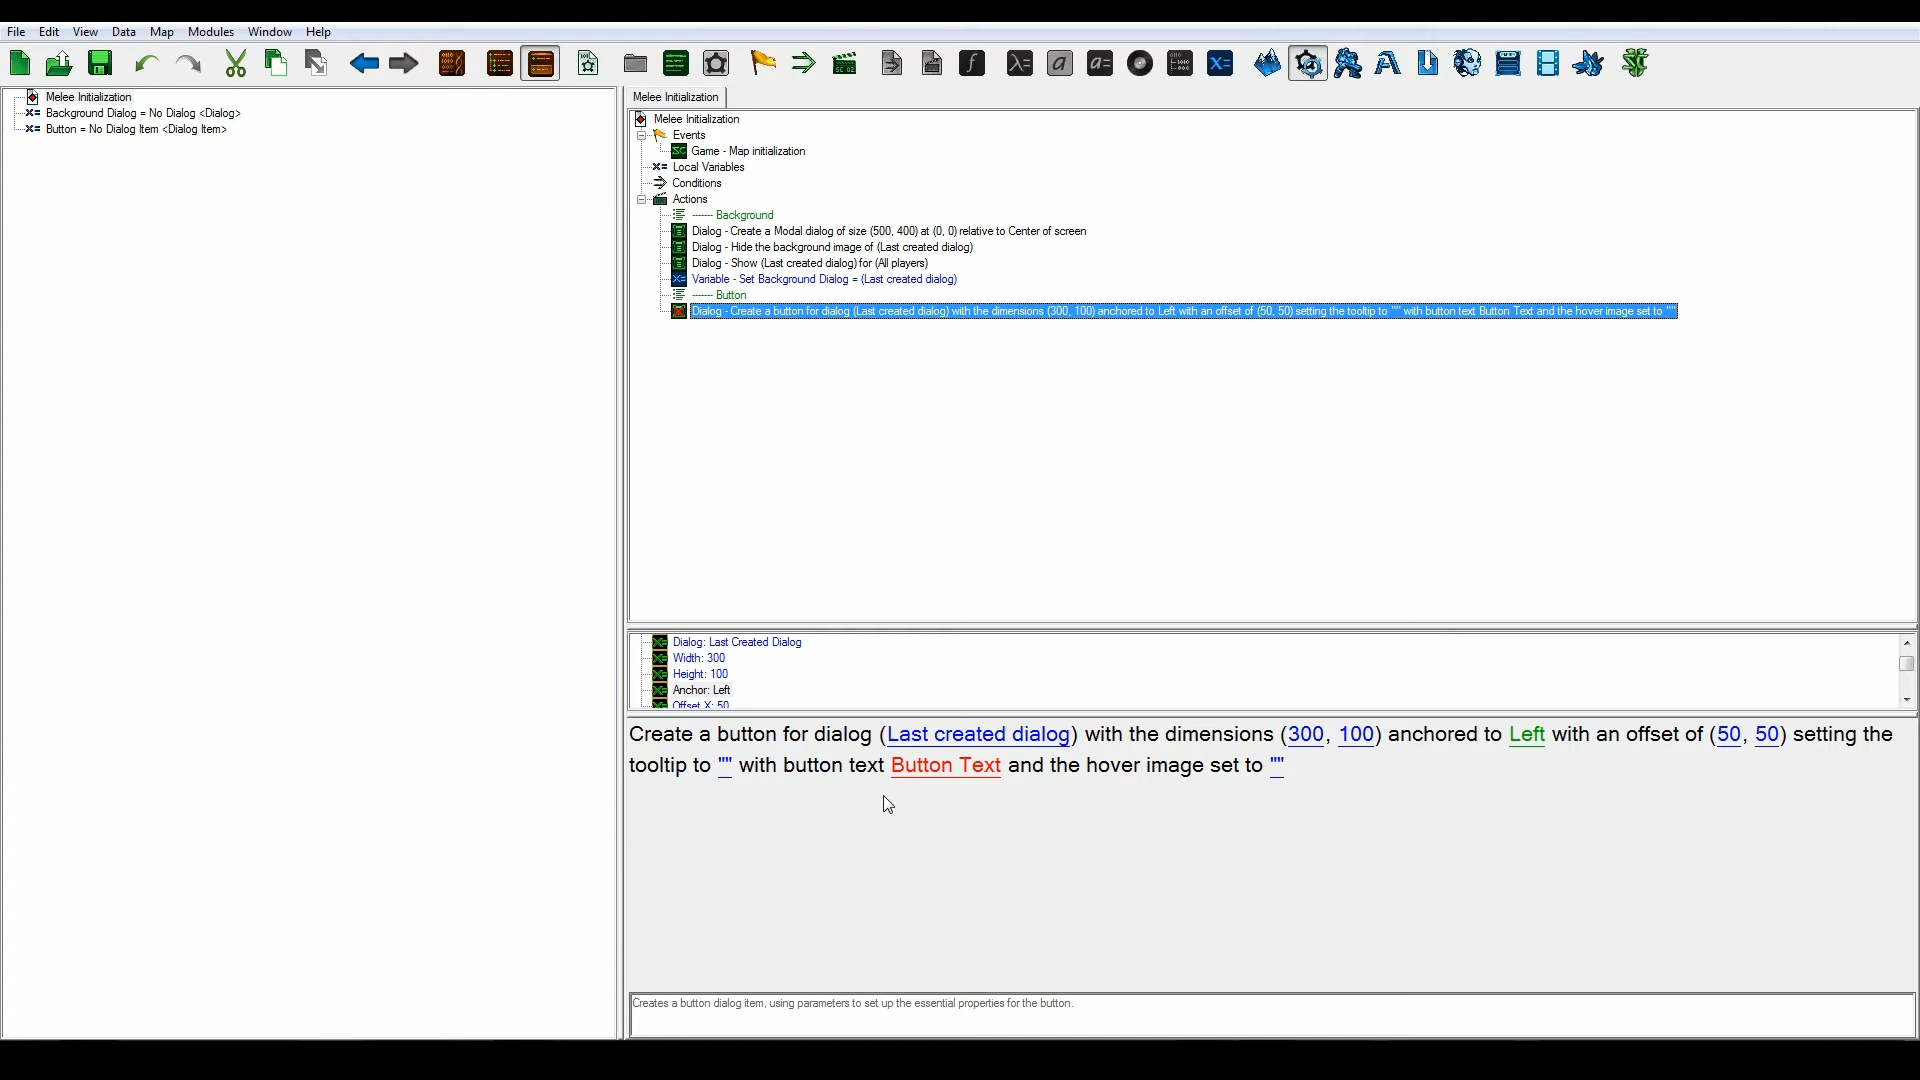 File Edit View Data Map Modules Window Help
Melee Initialization
Background Dialog = No Dialog <Dialog>
Button = No Dialog Item <Dialog Item>
Melee Initialization
Melee Initialization
Events
Game - Map initialization
Local Variables
Conditions
Actions
------- Background
Dialog - Create a Modal dialog of size (500, 400) at (0, 0) relative to Center of screen
Dialog - Hide the background image of (Last created dialog)
Dialog - Show (Last created dialog) for (All players)
Variable - Set Background Dialog = (Last created dialog)
------- Button
Dialog - Create a button for dialog (Last created dialog) with the dimensions (300, 100) anchored to Left with an offset of (50, 50) setting the tooltip to "" with button text Button Text and the hover image set to ""
Dialog: Last Created Dialog
Width: 300
Height: 100
Anchor: Left
Offset X: 50
Create a button for dialog (Last created dialog) with the dimensions (300, 100) anchored to Left with an offset of (50, 50) setting the
tooltip to "" with button text Button Text and the hover image set to ""
Creates a button dialog item, using parameters to set up the essential properties for the button.